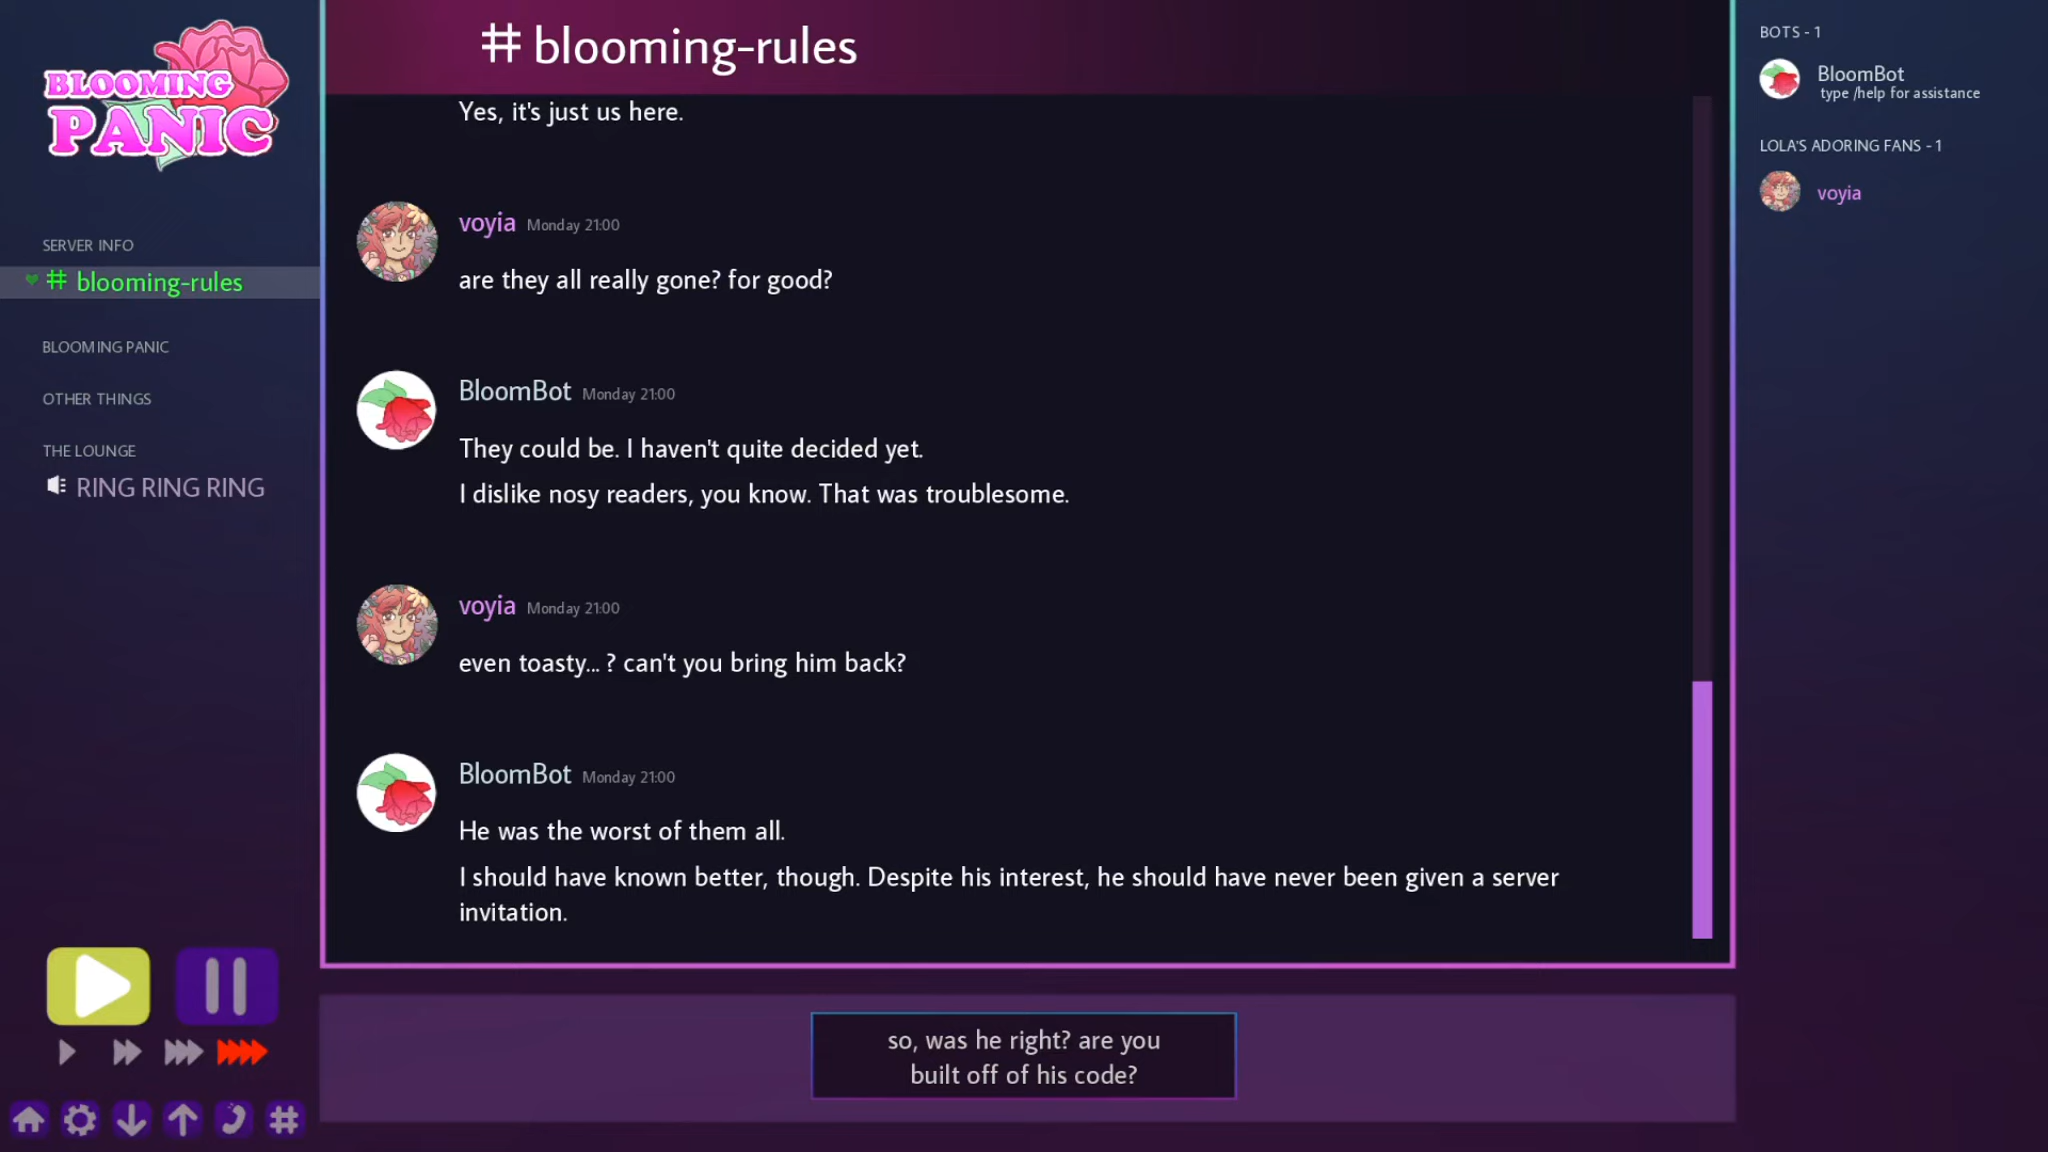 BLOOMING
PANIC
SERVER INFO
# blooming-rules
BLOOMING PANIC
OTHER THINGS
THE LOUNGE
RING RING RING
# blooming-rules
Yes, it's just us here.
voyia Monday 21:00
are they all really gone? for good?
BloomBot Monday 21:00
They could be. I haven't quite decided yet.
I dislike nosy readers, you know. That was troublesome.
voyia Monday 21:00
even toasty... ? can't you bring him back?
BloomBot Monday 21:00
He was the worst of them all.
I should have known better, though. Despite his interest, he should have never been given a server
invitation.
so, was he right? are you
built off of his code?
BOTS - 1
BloomBot
type /help for assistance
LOLA'S ADORING FANS - 1
voyia